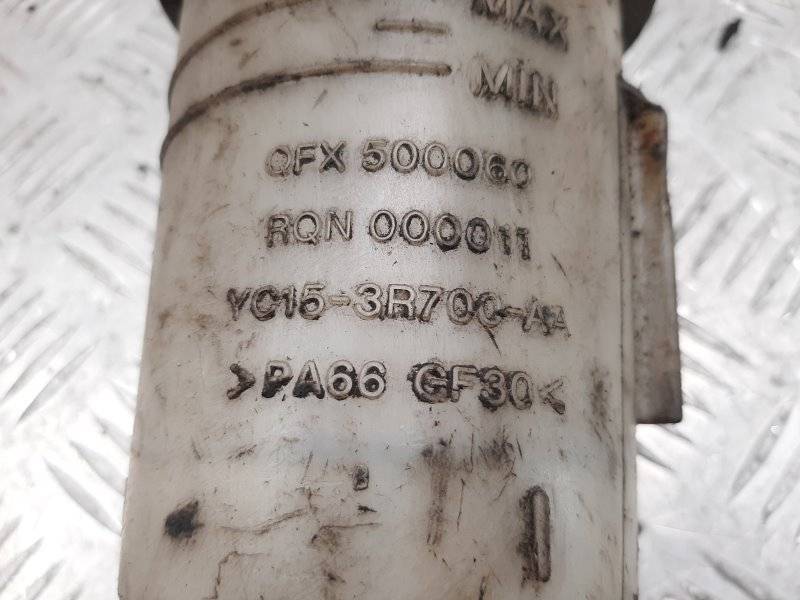 MAX
MIN
QFX 500060
RQN 000011
YC15-3R700-AA
>PA66 GF30<